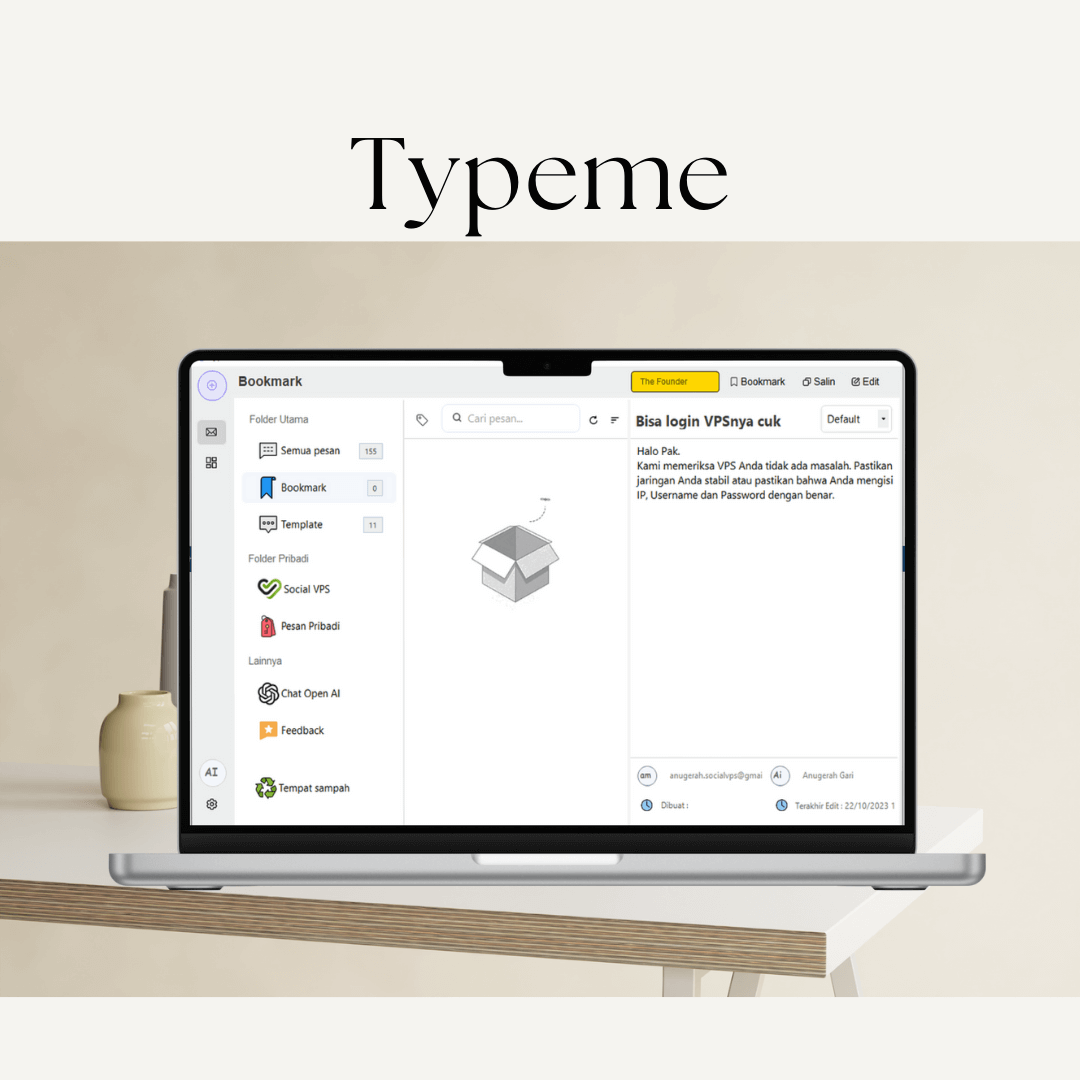 Typeme
Bookmark
The Founder
Bookmark
Salin
Edit
Folder Utama
Semua pesan 155
Bookmark 0
Template 11
Folder Pribadi
Social VPS
Pesan Pribadi
Lainnya
Chat Open AI
Feedback
Tempat sampah
AI
Cari pesan...
Bisa login VPSnya cuk
Default
Halo Pak.
Kami memeriksa VPS Anda tidak ada masalah. Pastikan
jaringan Anda stabil atau pastikan bahwa Anda mengisi
IP, Username dan Password dengan benar.
am anugerah.socialvps@gmai
Ai Anugerah Gari
Dibuat :
Terakhir Edit : 22/10/2023 1